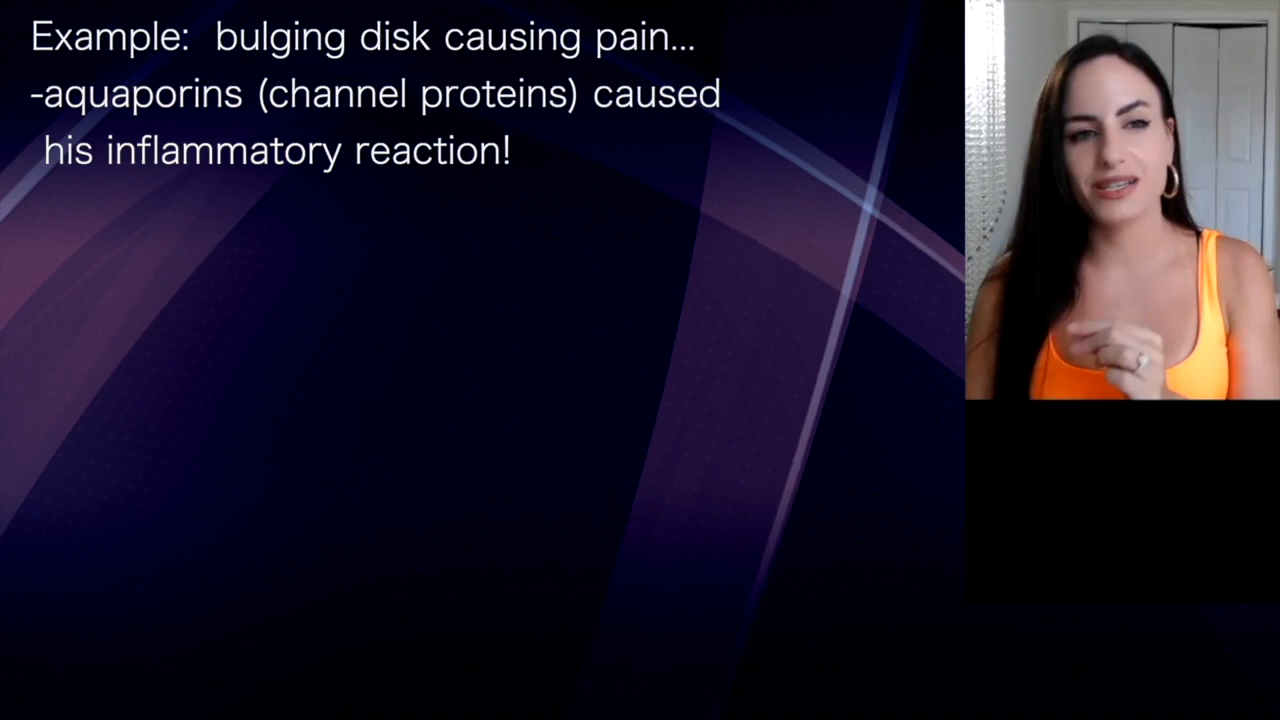 Example: bulging disk causing pain...
-aquaporins (channel proteins) caused
his inflammatory reaction!